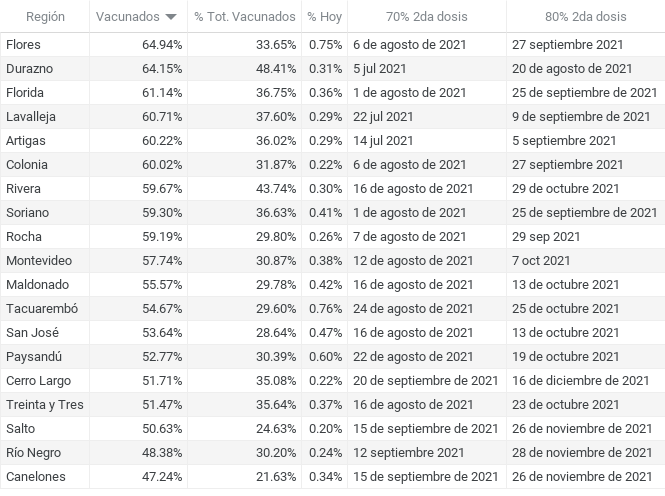 Región Vacunados % Tot. Vacunados % Hoy 70% 2da dosis 80% 2da dosis
Flores 64.94% 33.65% 0.75% 6 de agosto de 2021 27 septiembre 2021
Durazno 64.15% 48.41% 0.31% 5 jul 2021 20 de agosto de 2021
Florida 61.14% 36.75% 0.36% 1 de agosto de 2021 25 de septiembre de 2021
Lavalleja 60.71% 37.60% 0.29% 22 jul 2021 9 de septiembre de 2021
Artigas 60.22% 36.02% 0.29% 14 jul 2021 5 septiembre 2021
Colonia 60.02% 31.87% 0.22% 6 de agosto de 2021 27 septiembre 2021
Rivera 59.67% 43.74% 0.30% 16 de agosto de 2021 29 de octubre de 2021
Soriano 59.30% 36.63% 0.41% 1 de agosto de 2021 25 de septiembre de 2021
Rocha 59.19% 29.80% 0.26% 7 de agosto de 2021 29 sep 2021
Montevideo 57.74% 30.87% 0.38% 12 de agosto de 2021 7 oct 2021
Maldonado 55.57% 29.78% 0.42% 16 de agosto de 2021 13 de octubre de 2021
Tacuarembó 54.67% 29.60% 0.76% 24 de agosto de 2021 25 de octubre de 2021
San José 53.64% 28.64% 0.47% 16 de agosto de 2021 13 de octubre de 2021
Paysandú 52.77% 30.39% 0.60% 22 de agosto de 2021 19 de octubre de 2021
Cerro Largo 51.71% 35.08% 0.22% 20 de septiembre de 2021 16 de diciembre de 2021
Treinta y Tres 51.47% 35.64% 0.37% 16 de agosto de 2021 23 de octubre de 2021
Salto 50.63% 24.63% 0.20% 15 de septiembre de 2021 26 de noviembre de 2021
Río Negro 48.38% 30.20% 0.24% 12 septiembre 2021 28 de noviembre de 2021
Canelones 47.24% 21.63% 0.34% 15 de septiembre de 2021 26 de noviembre de 2021